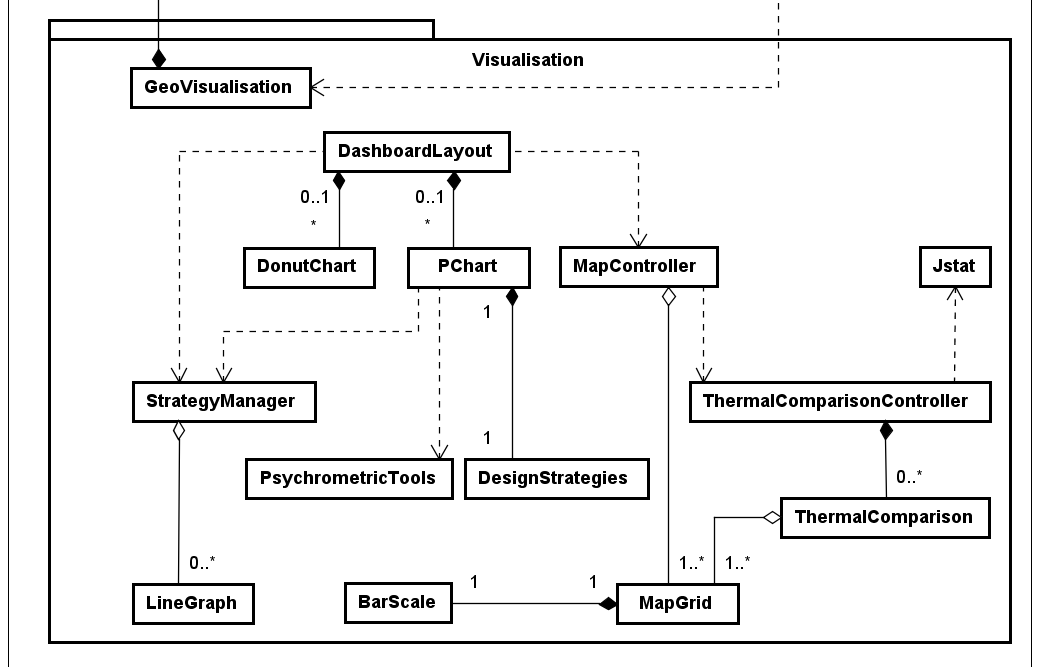 Visualisation
GeoVisualisation
DashboardLayout
0..1
0..1
*
*
DonutChart
PChart
MapController
Jstat
1
StrategyManager
ThermalComparisonController
1
PsychrometricTools
DesignStrategies
0..*
ThermalComparison
0..*
1..*
1..*
1
1
LineGraph
BarScale
MapGrid